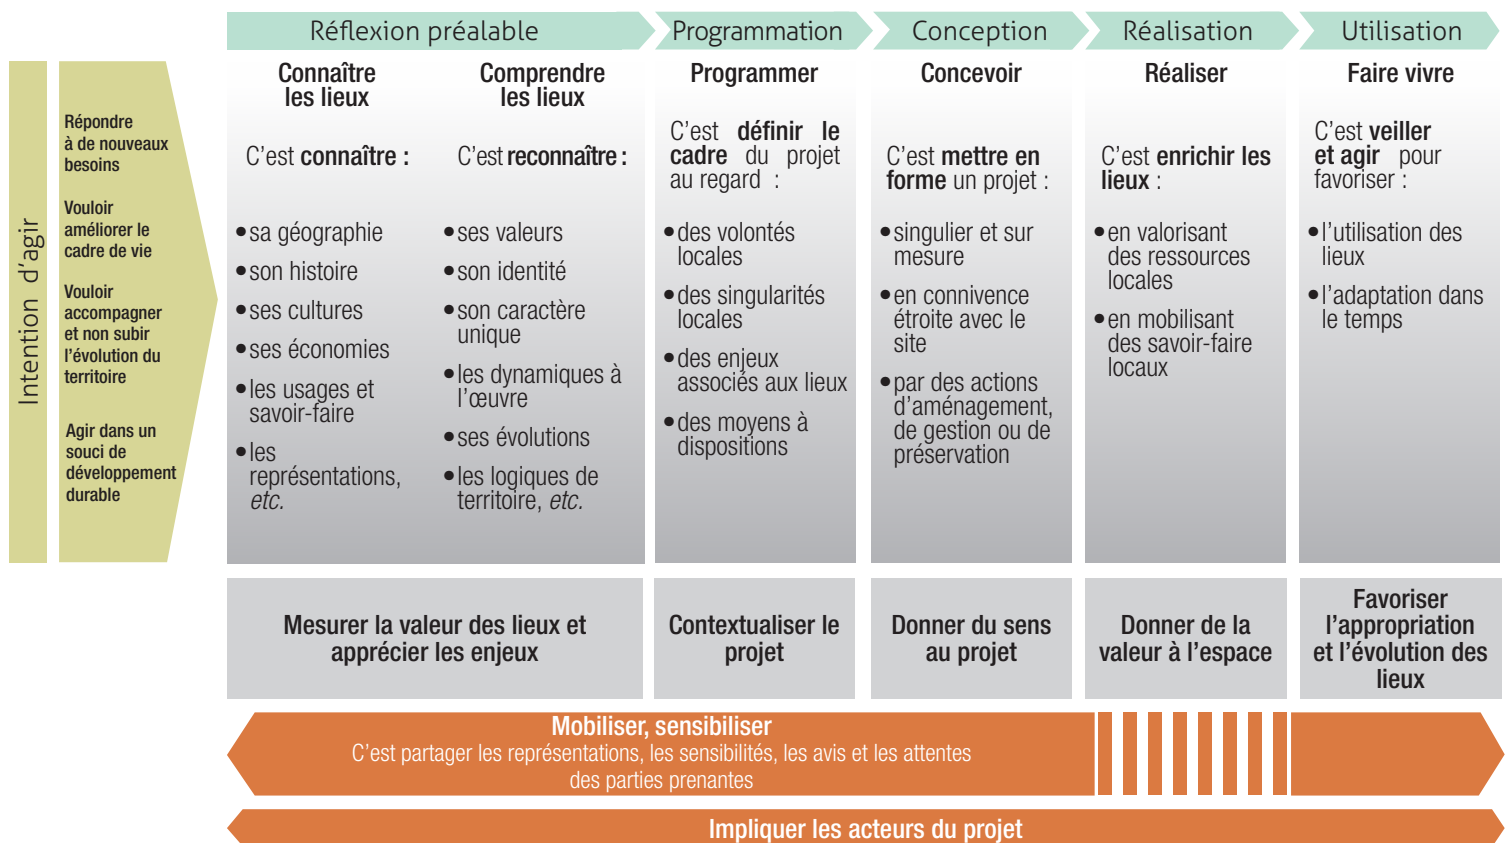 Réflexion préalable
Programmation
Conception
Réalisation
Utilisation
Intention d'agir
Répondre
à de nouveaux
besoins
Vouloir
améliorer le
cadre de vie
Vouloir
accompagner
et non subir
l'évolution du
territoire
Agir dans un
souci de
développement
durable
Connaître
les lieux
C'est connaître :
•sa géographie
•son histoire
•ses cultures
•ses économies
•les usages et
savoir-faire
•les
représentations,
etc.
Comprendre
les lieux
C'est reconnaître :
•ses valeurs
•son identité
•son caractère
unique
•les dynamiques à
l'œuvre
•ses évolutions
•les logiques de
territoire, etc.
Programmer
C'est définir le
cadre du projet
au regard :
•des volontés
locales
•des singularités
locales
•des enjeux
associés aux lieux
•des moyens à
dispositions
Concevoir
C'est mettre en
forme un projet :
•singulier et sur
mesure
•en connivence
étroite avec le
site
•par des actions
d'aménagement,
de gestion ou de
préservation
Réaliser
C'est enrichir les
lieux :
•en valorisant
des ressources
locales
•en mobilisant
des savoir-faire
locaux
Faire vivre
C'est veiller
et agir pour
favoriser :
•l'utilisation des
lieux
•l'adaptation dans
le temps
Mesurer la valeur des lieux et
apprécier les enjeux
Contextualiser le
projet
Donner du sens
au projet
Donner de la
valeur à l'espace
Favoriser
l'appropriation
et l'évolution des
lieux
Mobiliser, sensibiliser
C'est partager les représentations, les sensibilités, les avis et les attentes
des parties prenantes
Impliquer les acteurs du projet